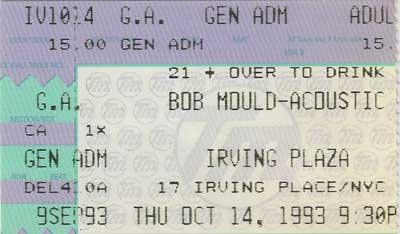 IV1014 G.A. GEN ADM ADUL
15.00 GEN ADM 15.
21 + OVER TO DRINK
G.A. BOB MOULD-ACOUSTIC
CA 1x
GEN ADM IRVING PLAZA
DEL410A 17 IRVING PLACE/NYC
9SEP93 THU OCT 14, 1993 9:30P